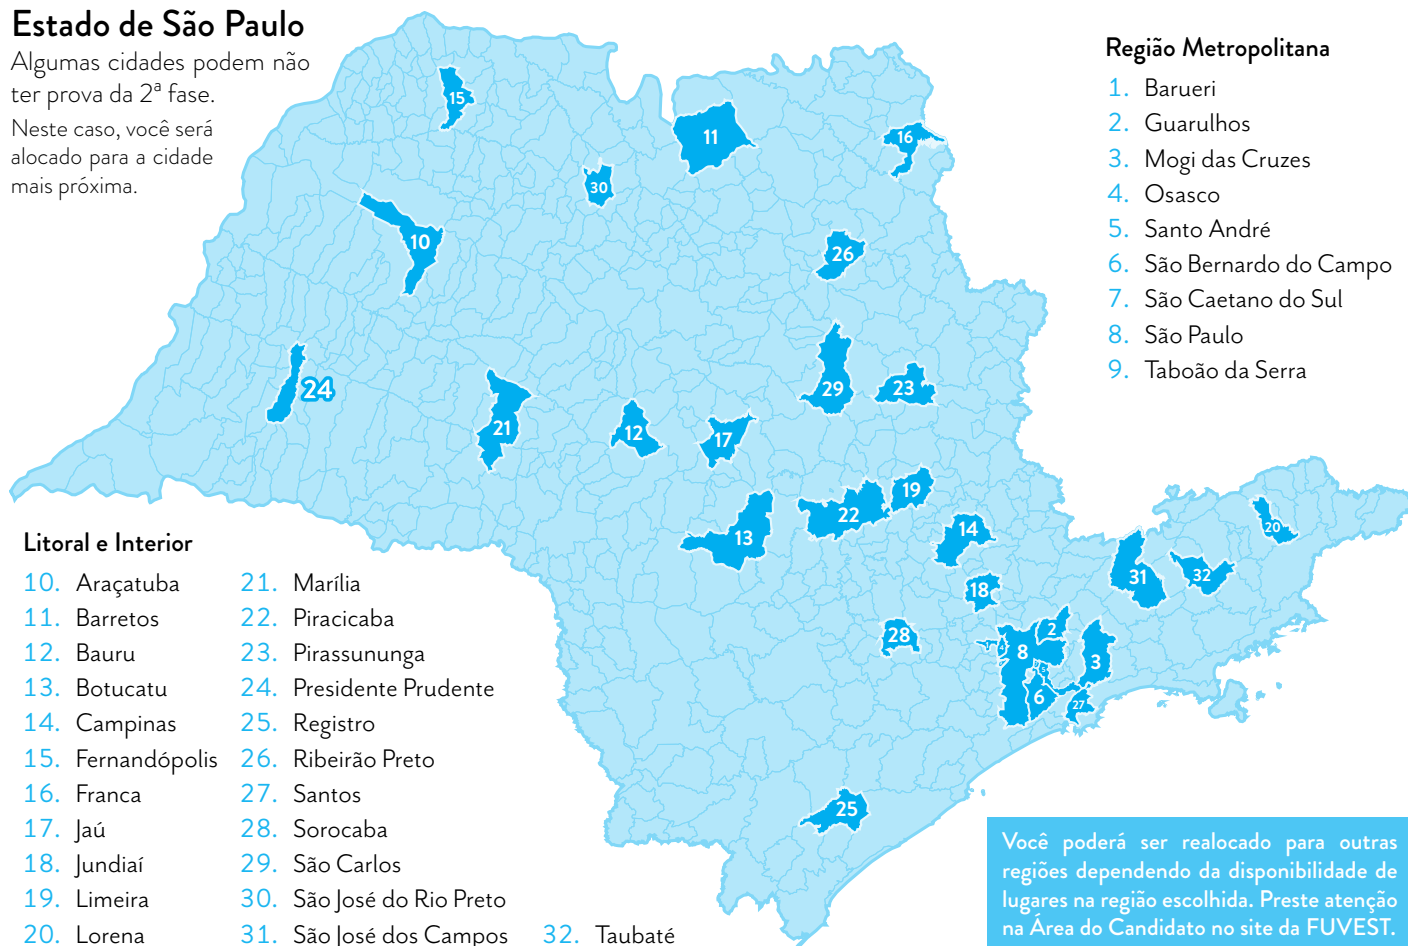 Estado de São Paulo
Algumas cidades podem não
ter prova da 2ª fase.
Neste caso, você será
alocado para a cidade
mais próxima.
Região Metropolitana
1. Barueri
2. Guarulhos
3. Mogi das Cruzes
4. Osasco
5. Santo André
6. São Bernardo do Campo
7. São Caetano do Sul
8. São Paulo
9. Taboão da Serra
15
11
16
30
10
26
24
29
23
21
12
17
19
22
13
14
20
31
32
18
28
2
8
3
4
5
6
27
25
Litoral e Interior
10. Araçatuba
11. Barretos
12. Bauru
13. Botucatu
14. Campinas
15. Fernandópolis
16. Franca
17. Jaú
18. Jundiaí
19. Limeira
20. Lorena
21. Marília
22. Piracicaba
23. Pirassununga
24. Presidente Prudente
25. Registro
26. Ribeirão Preto
27. Santos
28. Sorocaba
29. São Carlos
30. São José do Rio Preto
31. São José dos Campos
32. Taubaté
Você poderá ser realocado para outras
regiões dependendo da disponibilidade de
lugares na região escolhida. Preste atenção
na Área do Candidato no site da FUVEST.